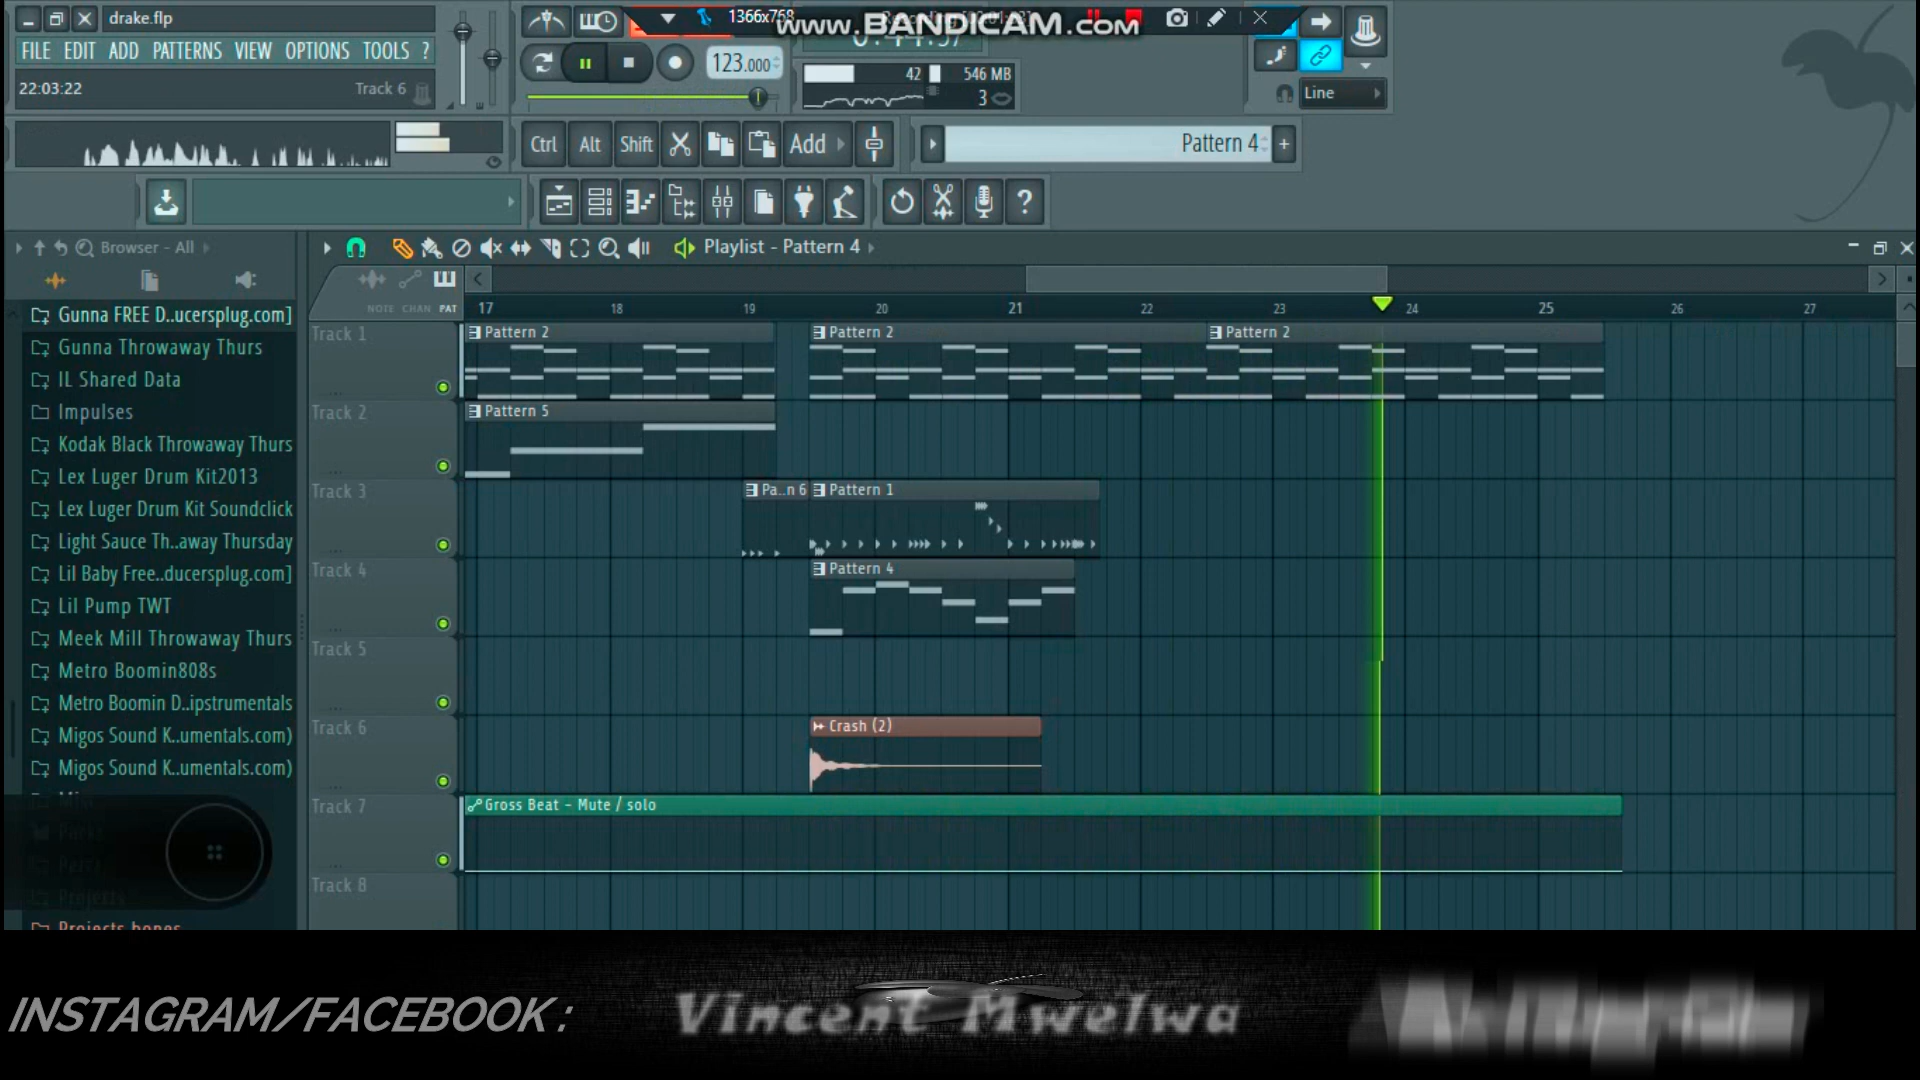 drake.flp
1366x768
www.BANDICAM.com
FILE EDIT ADD PATTERNS VIEW OPTIONS TOOLS ?
123.000
22:03:22 Track 6
42 546 MB
3
Line
Ctrl Alt Shift Add
Pattern 4
+
?
Browser - All
Playlist - Pattern 4
NOTE CHAN PAT
17 18 19 20 21 22 23 24 25 26 27
Gunna FREE D..ucersplug.com]
Gunna Throwaway Thurs
IL Shared Data
Impulses
Kodak Black Throwaway Thurs
Lex Luger Drum Kit2013
Lex Luger Drum Kit Soundclick
Light Sauce Th..away Thursday
Lil Baby Free..ducersplug.com]
Lil Pump TWT
Meek Mill Throwaway Thurs
Metro Boomin808s
Metro Boomin D..ipstrumentals
Migos Sound K..umentals.com)
Migos Sound K..umentals.com)
Projects bones
Track 1
Pattern 2 Pattern 2 Pattern 2
Track 2
Pattern 5
Track 3
Pa..n 6 Pattern 1
Track 4
Pattern 4
Track 5
Track 6
Crash (2)
Track 7
Gross Beat - Mute / solo
Track 8
INSTAGRAM/FACEBOOK :
Vincent Mwelwa